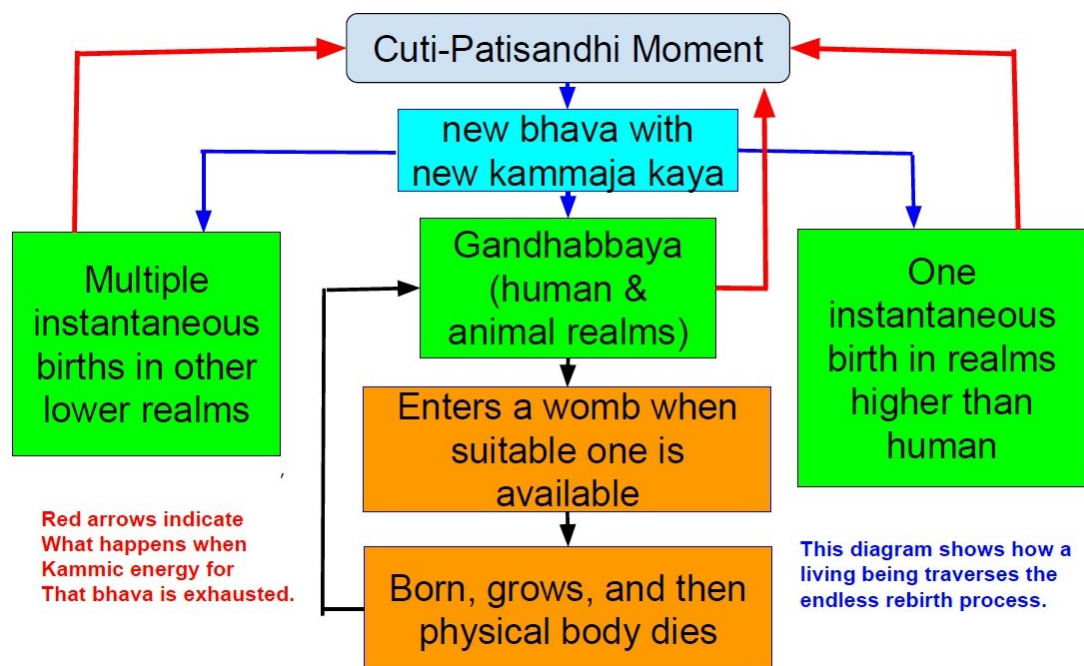 Cuti-Patisandhi Moment
new bhava with
new kammaja kaya
Multiple
instantaneous
births in other
lower realms
Gandhabbaya
(human &
animal realms)
One
instantaneous
birth in realms
higher than
human
Enters a womb when
suitable one is
available
Born, grows, and then
physical body dies
Red arrows indicate
What happens when
Kammic energy for
That bhava is exhausted.
This diagram shows how a
living being traverses the
endless rebirth process.